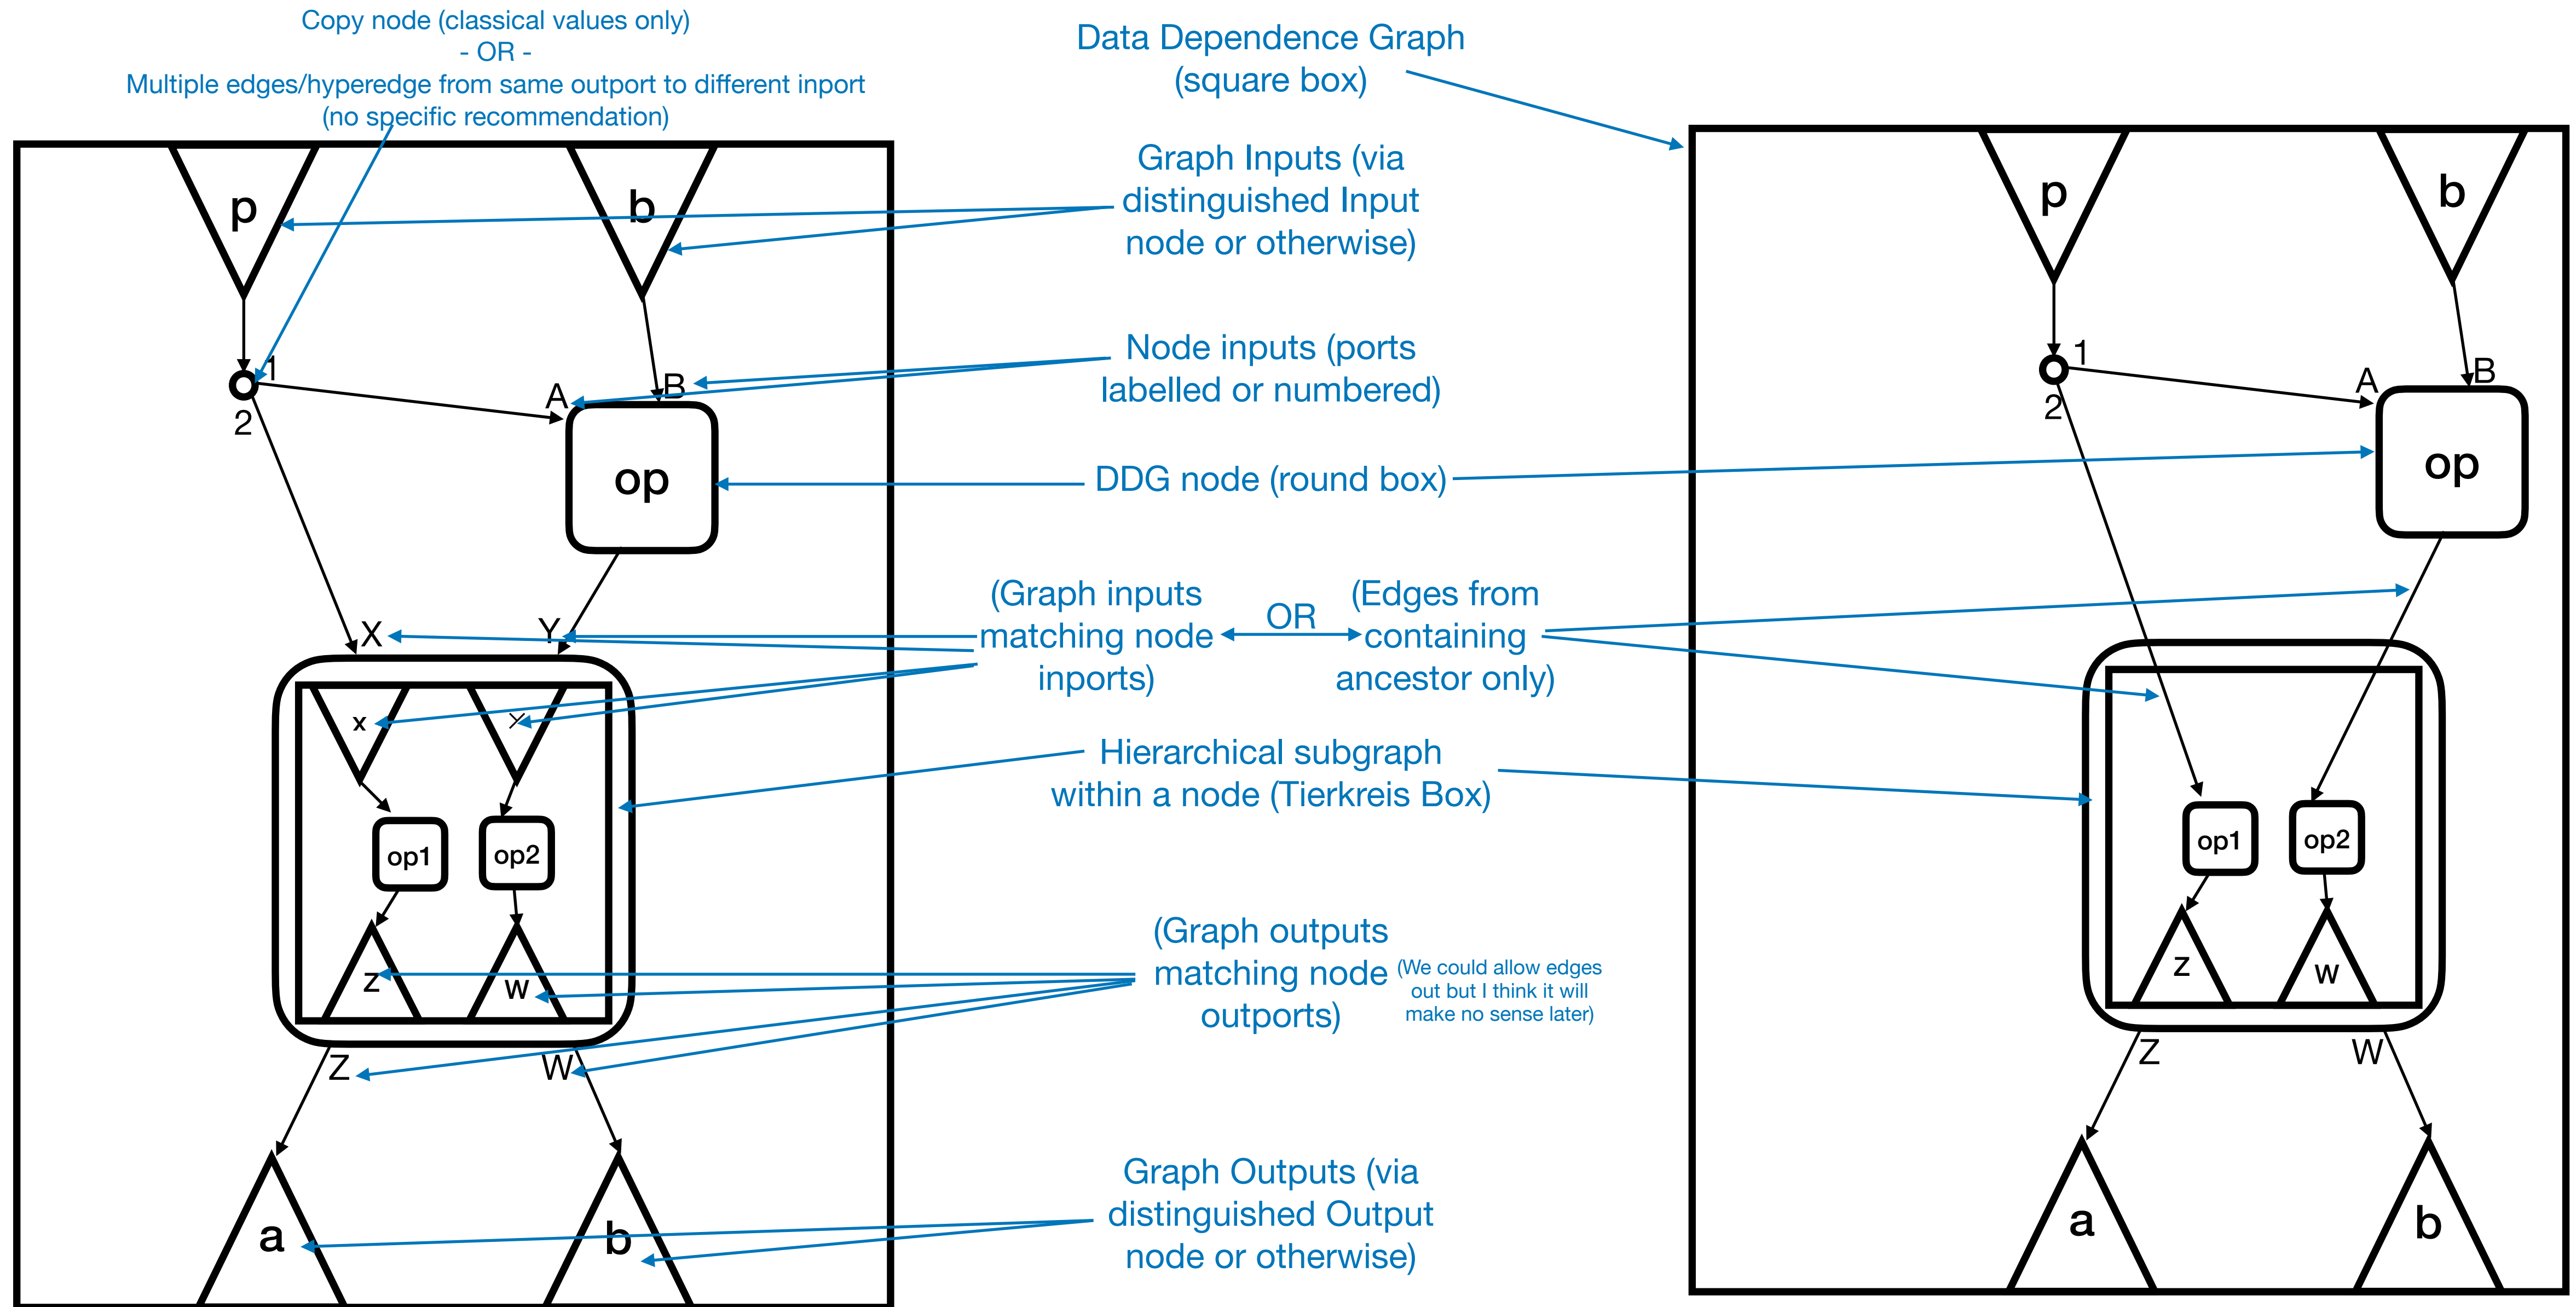 Copy node (classical values only)
- OR -
Multiple edges/hyperedge from same outport to different inport
(no specific recommendation)
Data Dependence Graph
(square box)
Graph Inputs (via
distinguished Input
node or otherwise)
Node inputs (ports
labelled or numbered)
DDG node (round box)
(Graph inputs
matching node
inports)
OR
(Edges from
containing
ancestor only)
Hierarchical subgraph
within a node (Tierkreis Box)
(Graph outputs
matching node
outports)
(We could allow edges
out but I think it will
make no sense later)
Graph Outputs (via
distinguished Output
node or otherwise)
p
b
1
2
A
B
op
X
Y
x
op1
op2
z
w
Z
W
a
b
p
b
1
2
A
B
op
op1
op2
z
w
Z
W
a
b